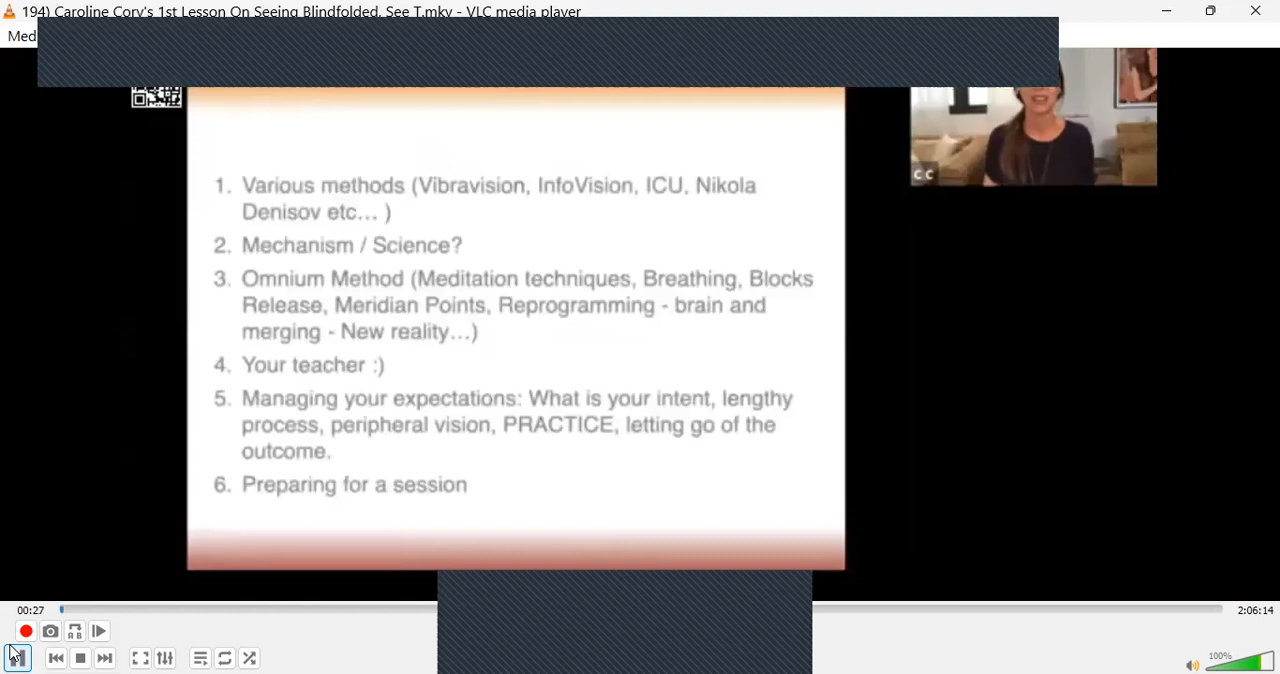 194) Caroline Cory's 1st Lesson On Seeing Blindfolded, See T.mkv - VLC media player
Med
1. Various methods (Vibravision, InfoVision, ICU, Nikola
Denisov etc... )
2. Mechanism / Science?
3. Omnium Method (Meditation techniques, Breathing, Blocks
Release, Meridian Points, Reprogramming - brain and
merging - New reality...)
4. Your teacher :)
5. Managing your expectations: What is your intent, lengthy
process, peripheral vision, PRACTICE, letting go of the
outcome.
6. Preparing for a session
C C
00:27
2:06:14
A B
100%